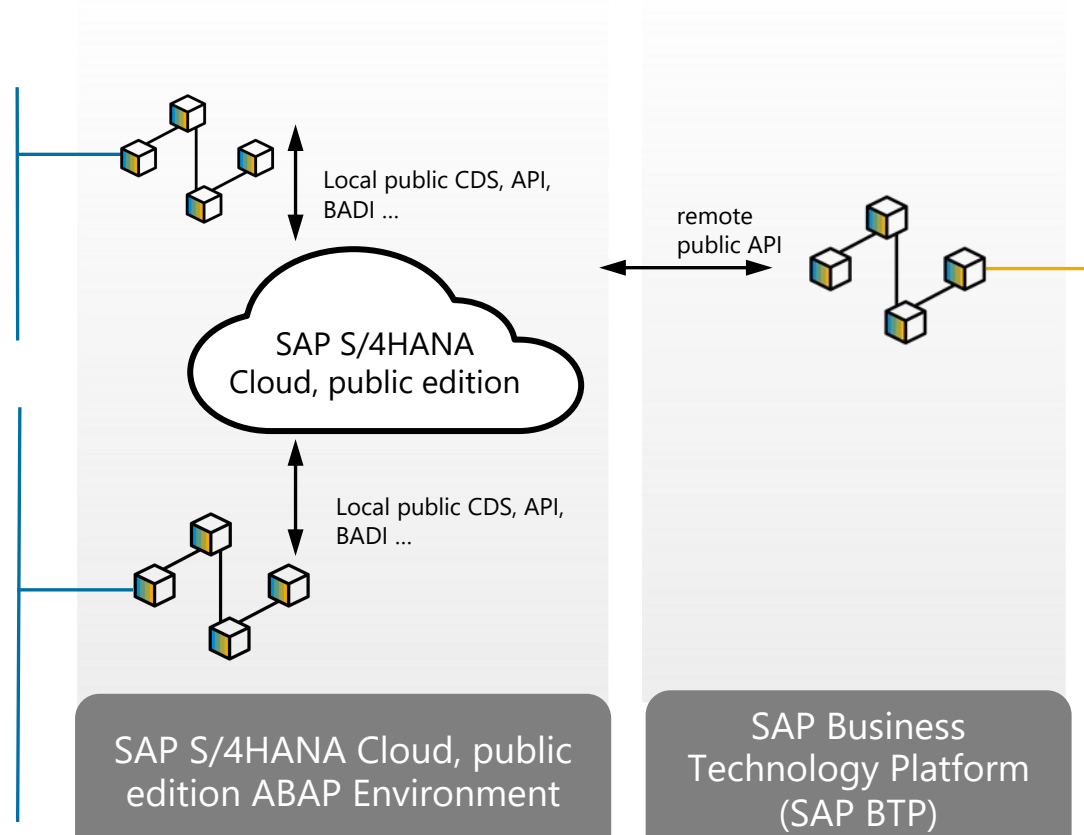 Local public CDS, API,
BADI ...
remote
public API
SAP S/4HANA
Cloud, public edition
Local public CDS, API,
BADI ...
SAP S/4HANA Cloud, public
edition ABAP Environment
SAP Business
Technology Platform
(SAP BTP)